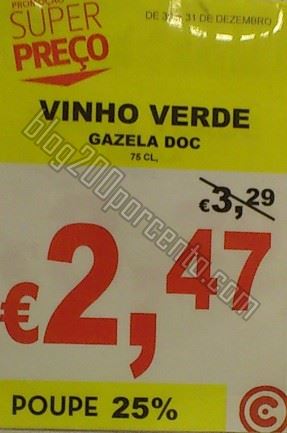 PROMOÇÃO
SUPER
PREÇO
31 DE DEZEMBRO
VINHO VERDE
GAZELA DOC
75 CL,
€3,29
€2,47
POUPE 25%
blog200porcento.com